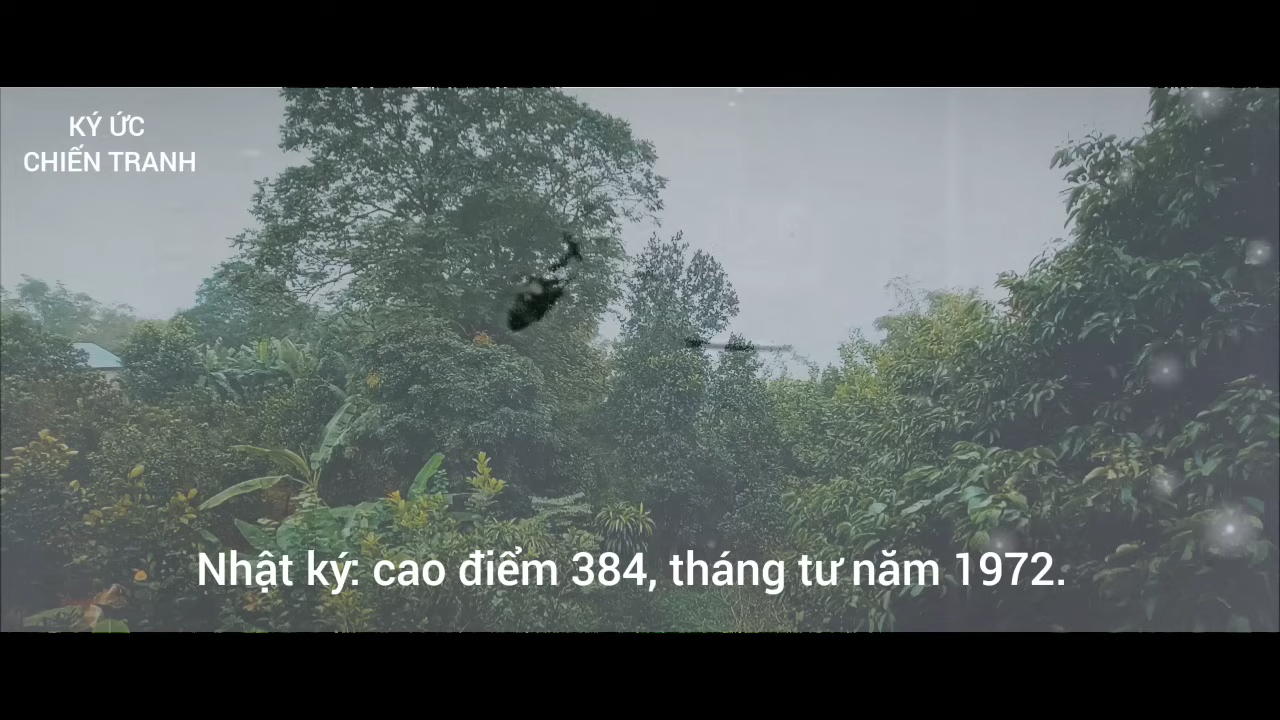 KÝ ỨC
CHIẾN TRANH
Nhật ký: cao điểm 384, tháng tư năm 1972.